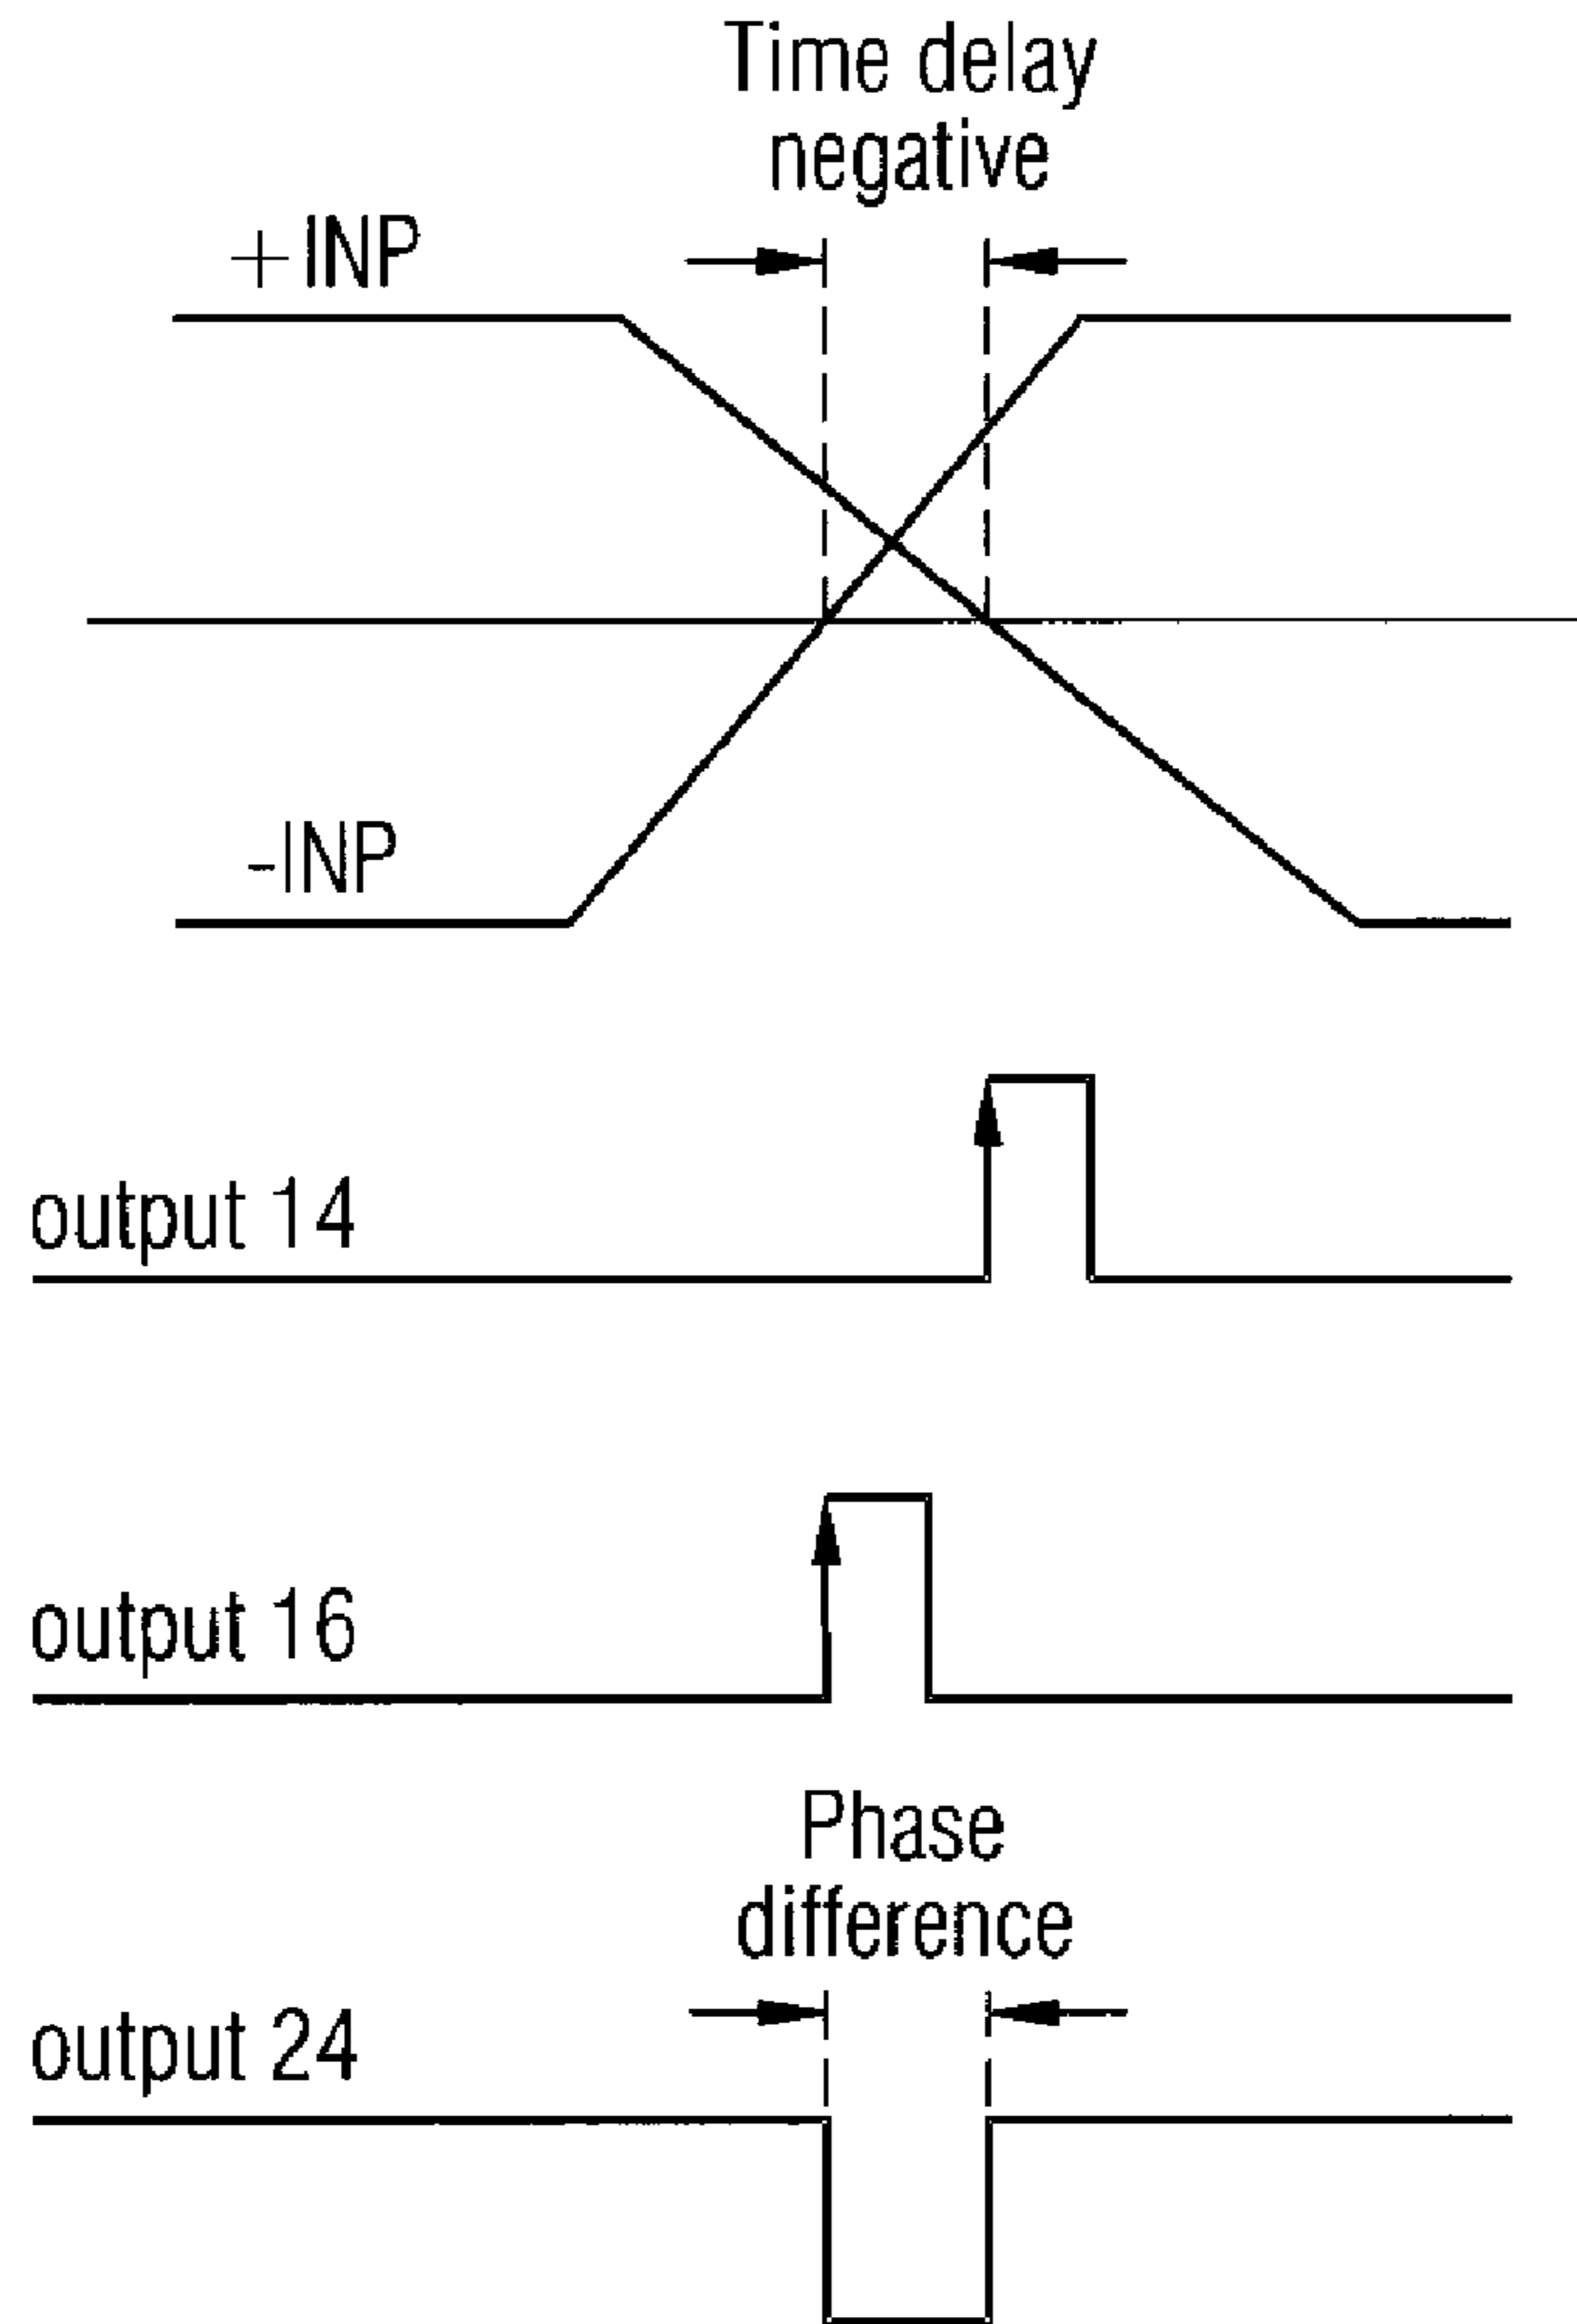 Time delay
negative
+INP
-INP
output 14
output 16
Phase
difference
output 24